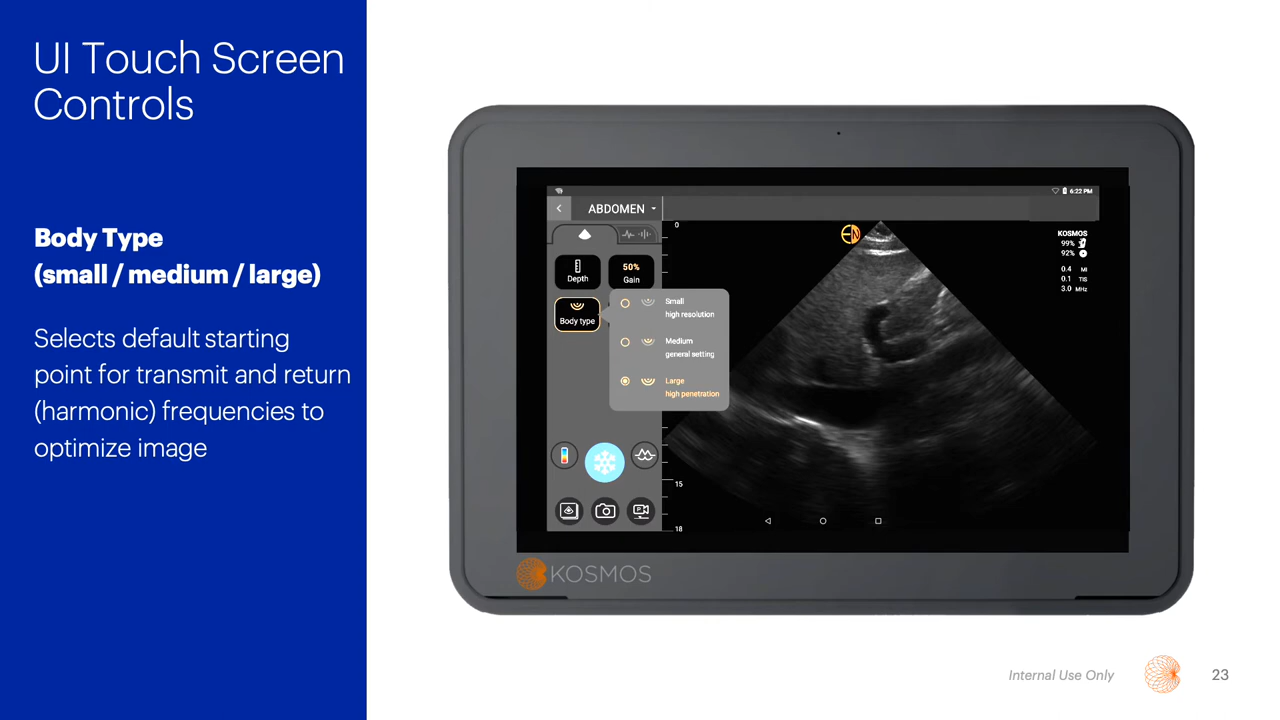 UI Touch Screen
Controls
Body Type
(small / medium / large)
Selects default starting
point for transmit and return
(harmonic) frequencies to
optimize image
6:22 PM
ABDOMEN
0
KOSMOS
99%
92%
0.4 MI
0.1 TIS
3.0 MHz
Depth
50%
Gain
Body type
Small
high resolution
Medium
general setting
Large
high penetration
15
18
KOSMOS
Internal Use Only
23